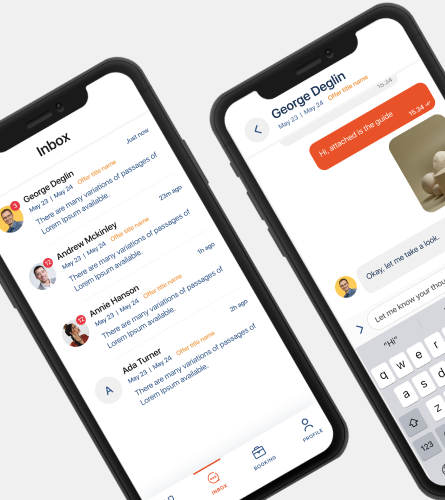 Inbox
George Denglin
Just now
3
May 23 | May 24 Offer title name
There are many variations of passages of
Lorem Ipsum available.
Andrew Mckinley
23m ago
12
May 23 | May 24 Offer title name
There are many variations of passages of
Lorem Ipsum available.
Annie Hanson
1h ago
12
May 23 | May 24 Offer title name
There are many variations of passages of
Lorem Ipsum available.
Ada Turner
2h ago
A
May 23 | May 24 Offer title name
There are many variations of passages of
Lorem Ipsum available.
INBOX
BOOKING
PROFILE
George Denglin
May 23 | May 24 Offer title name
15:34
Hi, attached is the guide
15:34
Okay, let me take a look.
Let me know your thou
"Hi"
q w e r
a s d
z
123